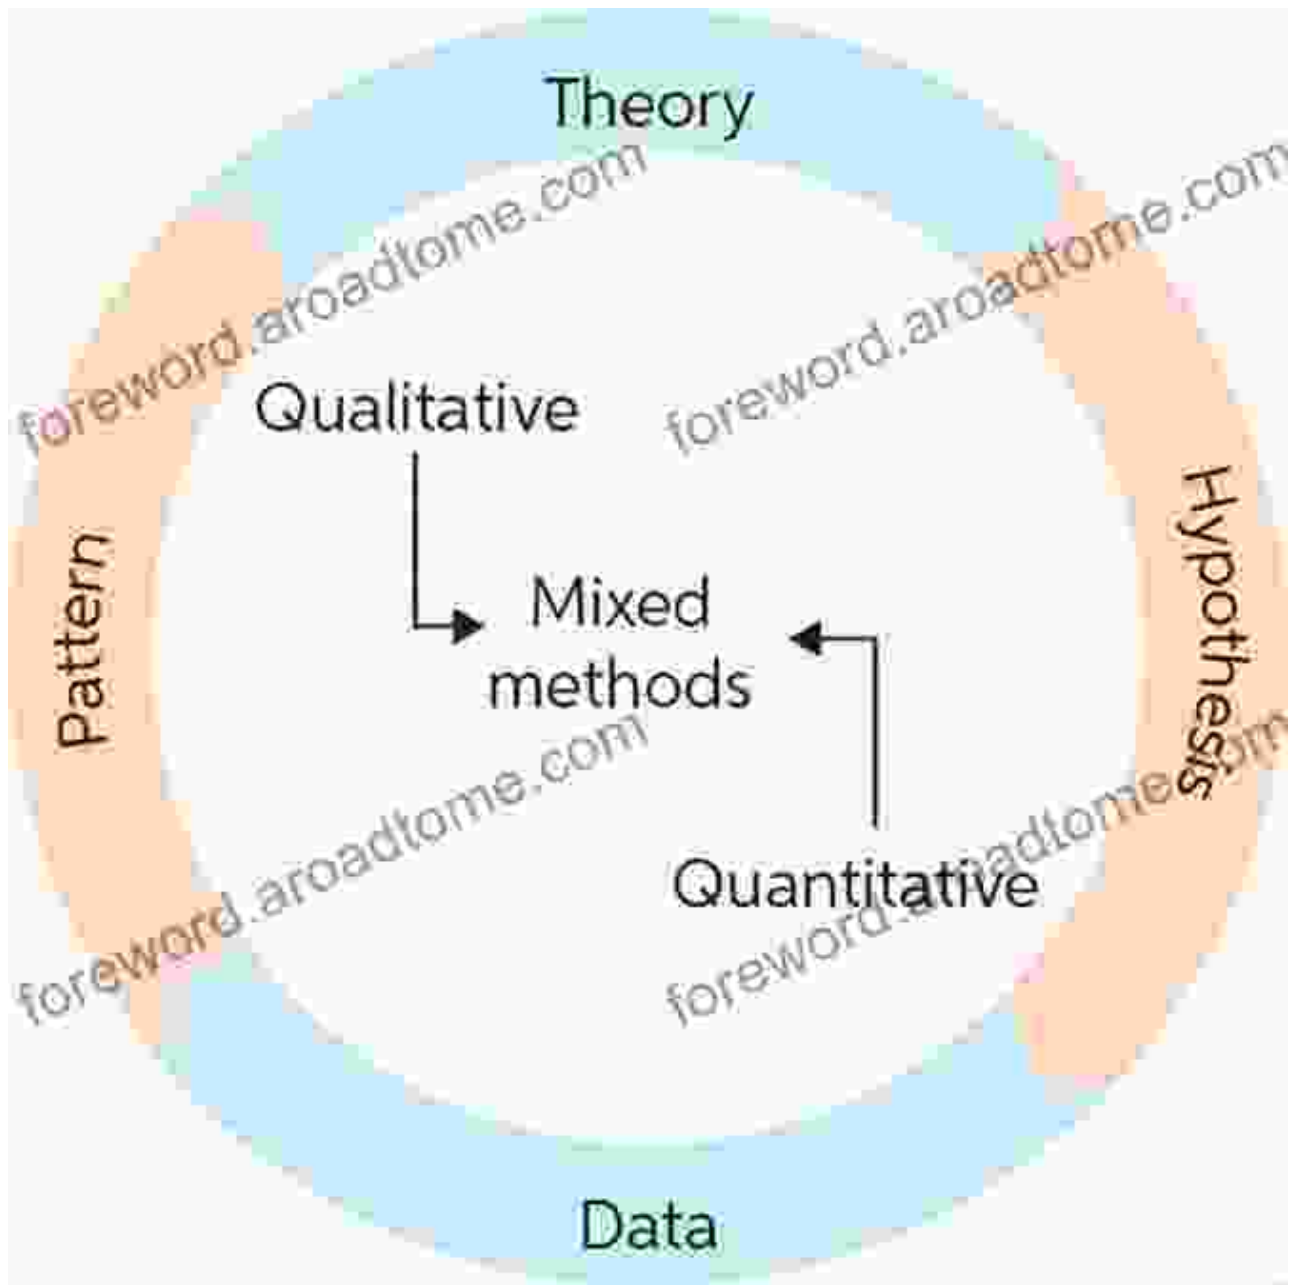 Theory
foreword.aroadtome.com
foreword.aroadtome.com
Qualitative
Hypothesis
Pattern
Mixed
methods
foreword.aroadtome.com
foreword.aroadtome.com
Quantitative
Data